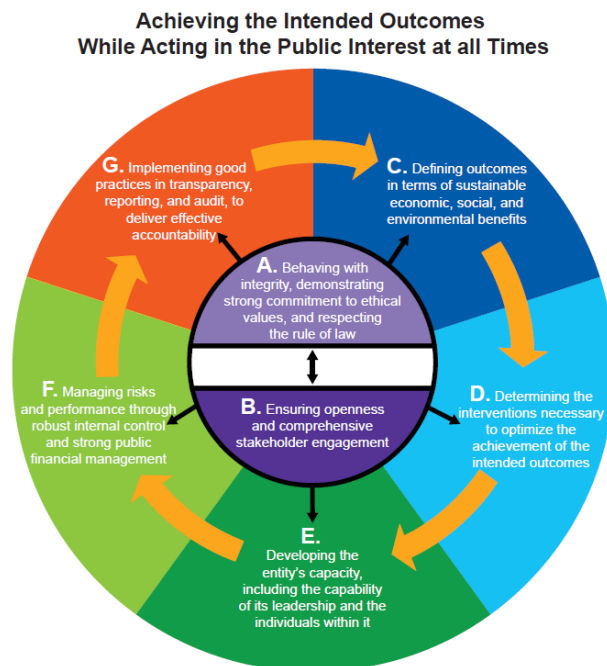 Achieving the Intended Outcomes
While Acting in the Public Interest at all Times
G. Implementing good
practices in transparency,
reporting, and audit, to
deliver effective
accountability
C. Defining outcomes
in terms of sustainable
economic, social, and
environmental benefits
A. Behaving with
integrity, demonstrating
strong commitment to ethical
values, and respecting
the rule of law
B. Ensuring openness
and comprehensive
stakeholder engagement
D. Determining the
interventions necessary
to optimize the
achievement of the
intended outcomes
E.
Developing the
entity's capacity,
including the capability
of its leadership and the
individuals within it
F. Managing risks
and performance through
robust internal control
and strong public
financial management